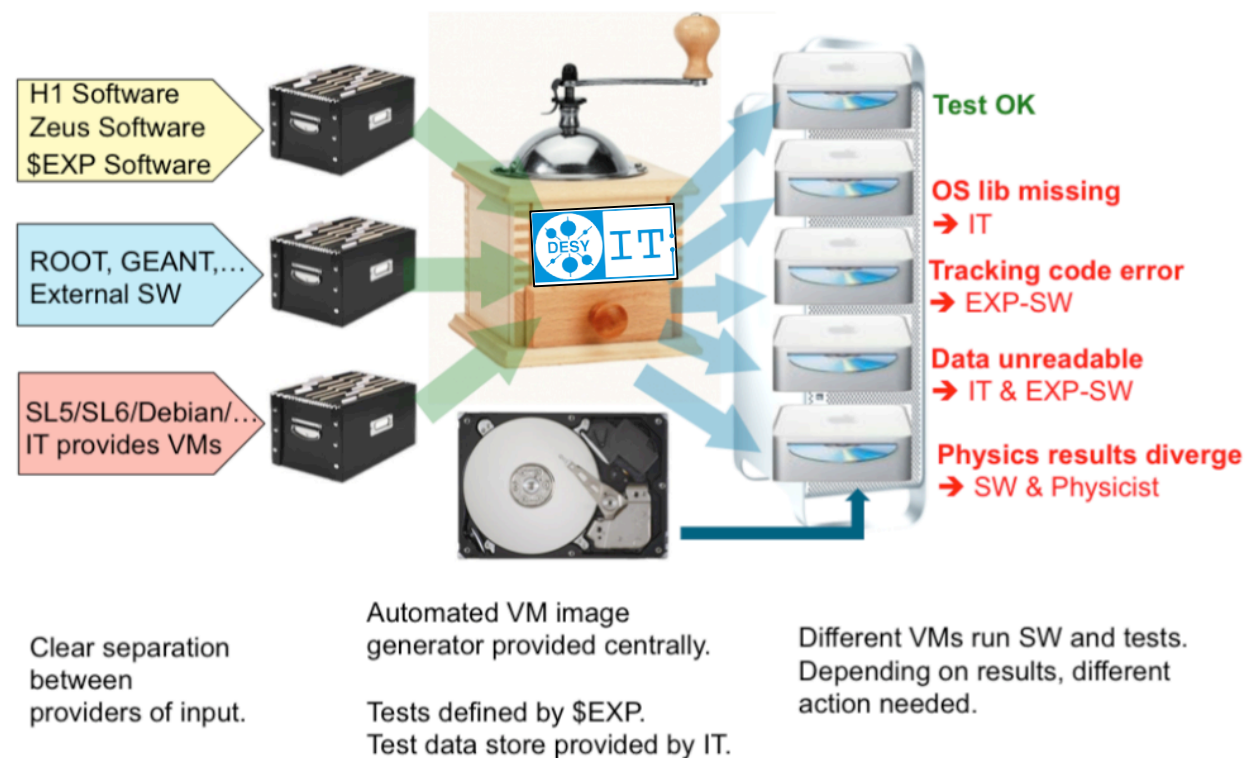 H1 Software
Zeus Software
$EXP Software
ROOT, GEANT,...
External SW
SL5/SL6/Debian/...
IT provides VMs
DESY
IT
Test OK
OS lib missing
➔ IT
Tracking code error
➔ EXP-SW
Data unreadable
➔ IT & EXP-SW
Physics results diverge
➔ SW & Physicist
Clear separation
between
providers of input.
Automated VM image
generator provided centrally.
Tests defined by $EXP.
Test data store provided by IT.
Different VMs run SW and tests.
Depending on results, different
action needed.